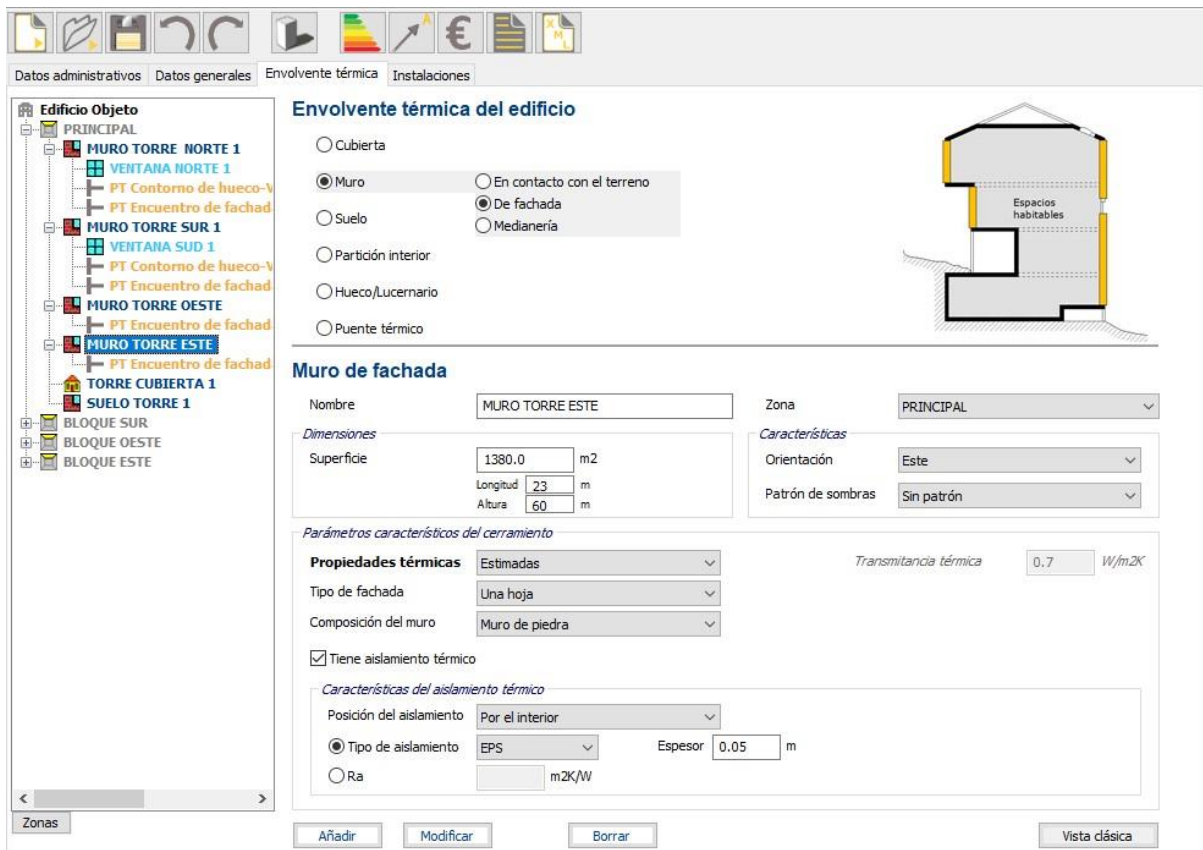 A
€
X
M
L
Datos administrativos Datos generales Envolvente térmica Instalaciones
Edificio Objeto
PRINCIPAL
MURO TORRE NORTE 1
VENTANA NORTE 1
PT Contorno de hueco-V
PT Encuentro de fachad
MURO TORRE SUR 1
VENTANA SUD 1
PT Contorno de hueco-V
PT Encuentro de fachad
MURO TORRE OESTE
PT Encuentro de fachad
MURO TORRE ESTE
PT Encuentro de fachad
TORRE CUBIERTA 1
SUELO TORRE 1
BLOQUE SUR
BLOQUE OESTE
BLOQUE ESTE
Zonas
Envolvente térmica del edificio
Cubierta
Muro
Suelo
Partición interior
Hueco/Lucernario
Puente térmico
En contacto con el terreno
De fachada
Medianería
Espacios
habitables
Muro de fachada
Nombre MURO TORRE ESTE Zona PRINCIPAL
Dimensiones
Superficie 1380.0 m2
Longitud 23 m
Altura 60 m
Características
Orientación Este
Patrón de sombras Sin patrón
Parámetros característicos del cerramiento
Propiedades térmicas Estimadas Transmitancia térmica 0.7 W/m2K
Tipo de fachada Una hoja
Composición del muro Muro de piedra
Tiene aislamiento térmico
Características del aislamiento térmico
Posición del aislamiento Por el interior
Tipo de aislamiento EPS Espesor 0.05 m
Ra m2K/W
Añadir Modificar Borrar Vista clásica